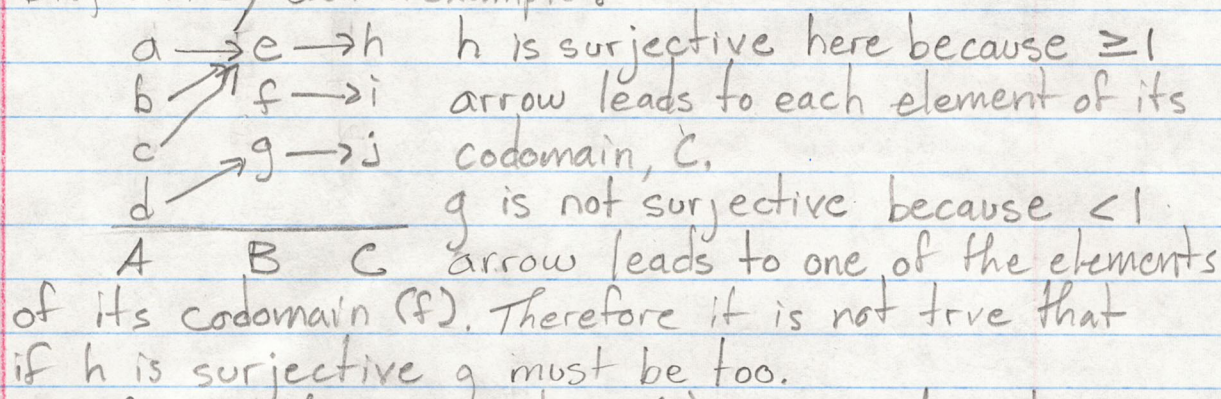 a → e → h h is surjective here because ≥1
b f → i arrow leads to each element of its
c g → j codomain, C.
d g is not surjective because <1
A B C arrow leads to one of the elements
of its codomain (f). Therefore it is not true that
if h is surjective g must be too.